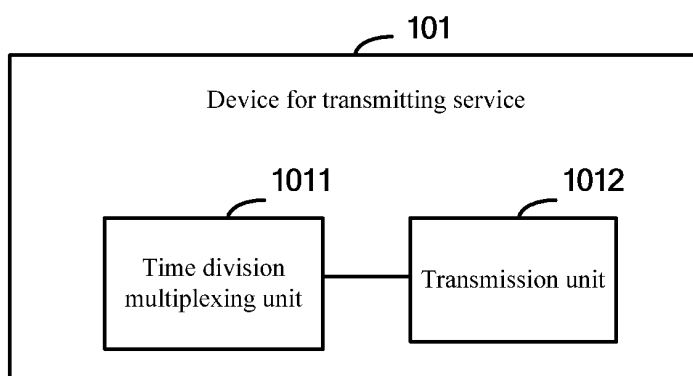 101
Device for transmitting service
1011
1012
Time division
multiplexing unit
Transmission unit